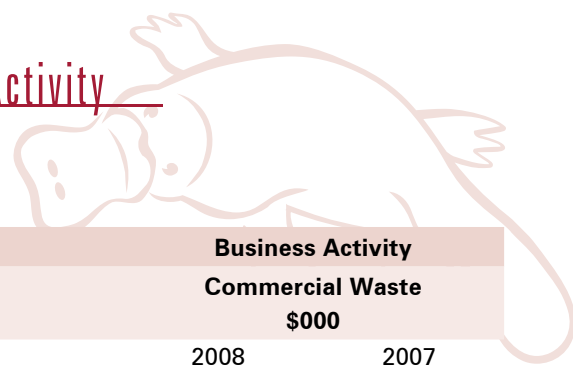 ctivity
Business Activity
Commercial Waste
$000
2008 2007